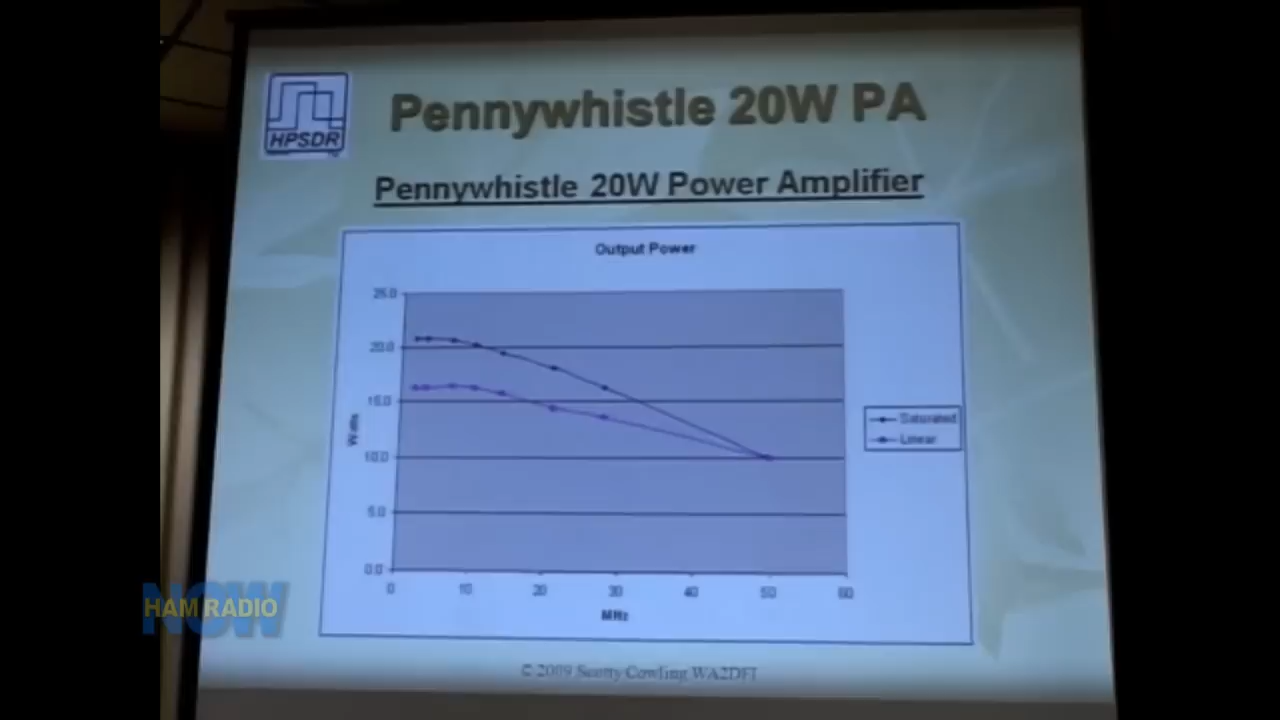 HPSDR
Pennywhistle 20W PA
Pennywhistle 20W Power Amplifier
Output Power
25.0
20.0
15.0
10.0
5.0
0.0
Watts
0 10 20 30 40 50 60
MHz
Saturated
Linear
© 2009 Scotty Cowling WA2DFI
NOW
HAM RADIO